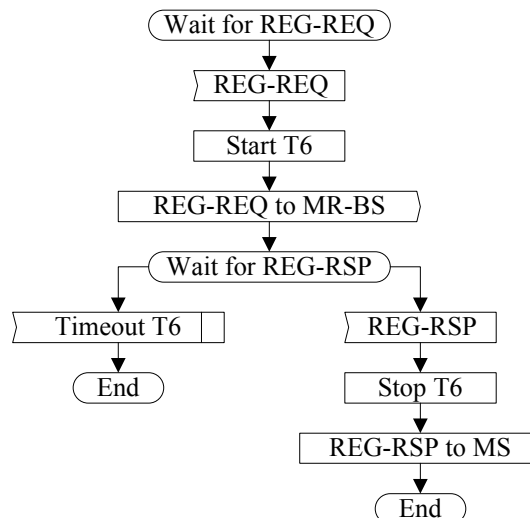 Wait for REG-REQ
REG-REQ
Start T6
REG-REQ to MR-BS
Wait for REG-RSP
Timeout T6
REG-RSP
End
Stop T6
REG-RSP to MS
End